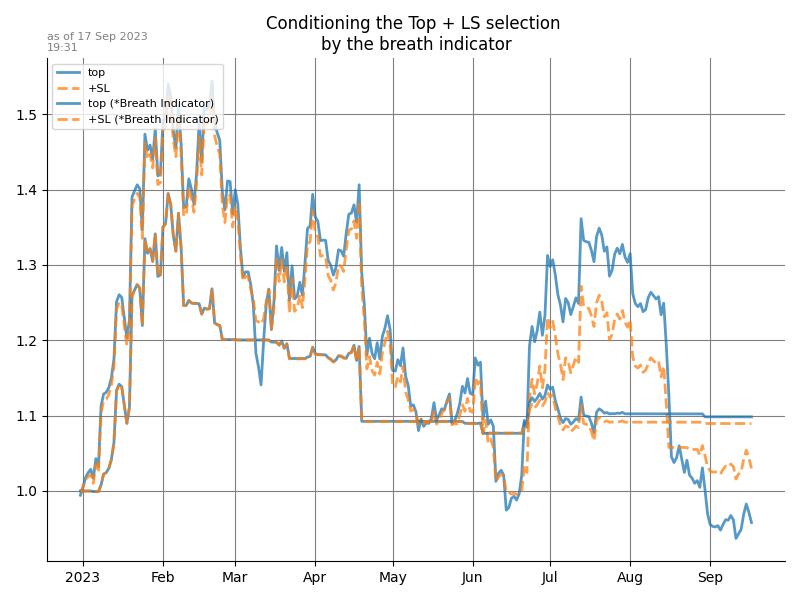 Conditioning the Top + LS selection
by the breath indicator
as of 17 Sep 2023
19:31
top
+SL
top (*Breath Indicator)
+SL (*Breath Indicator)
1.5
1.4
1.3
1.2
1.1
1.0
2023 Feb Mar Apr May Jun Jul Aug Sep